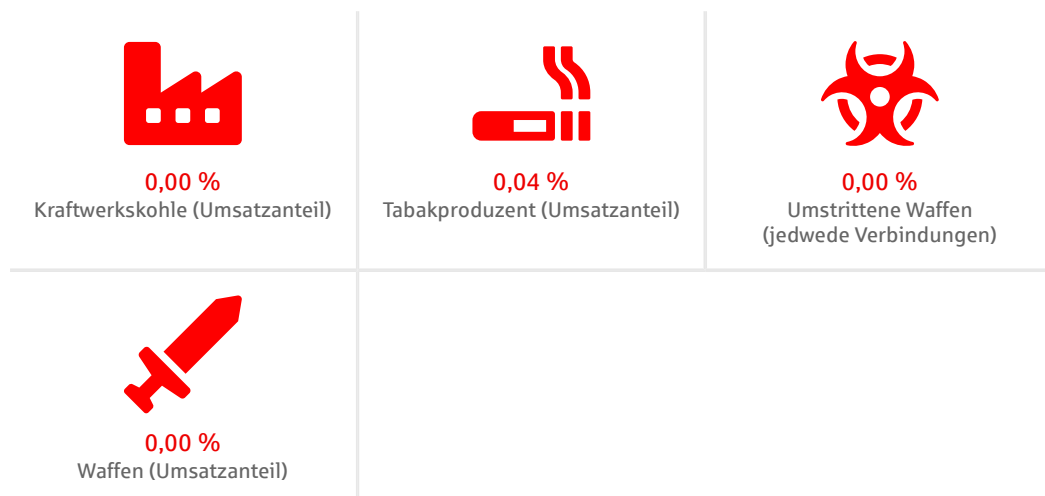 0,00 %
Kraftwerkskohle (Umsatzanteil)
0,04 %
Tabakproduzent (Umsatzanteil)
0,00 %
Umstrittene Waffen
(jedwede Verbindungen)
0,00 %
Waffen (Umsatzanteil)